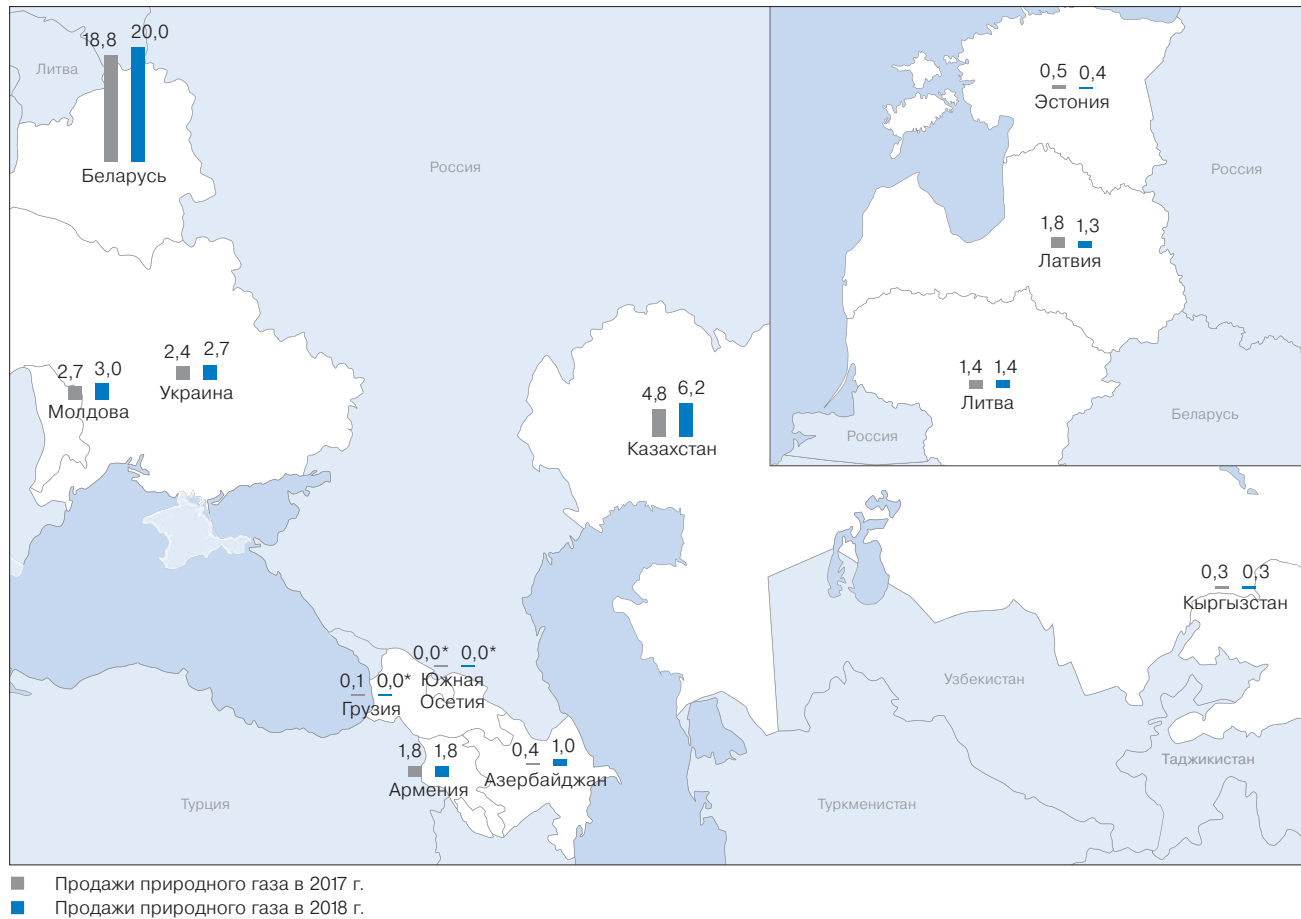 18,8 20,0
Литва
Беларусь
Россия
2,7 3,0
Молдова
2,4 2,7
Украина
4,8 6,2
Казахстан
0,5 0,4
Эстония
Россия
1,8 1,3
Латвия
1,4 1,4
Литва
Россия
Беларусь
0,3 0,3
Кыргызстан
0,0* 0,0*
Южная
Осетия
0,1 0,0*
Грузия
1,8 1,8
Армения
0,4 1,0
Азербайджан
Узбекистан
Таджикистан
Турция
Туркменистан
Продажи природного газа в 2017 г.
Продажи природного газа в 2018 г.